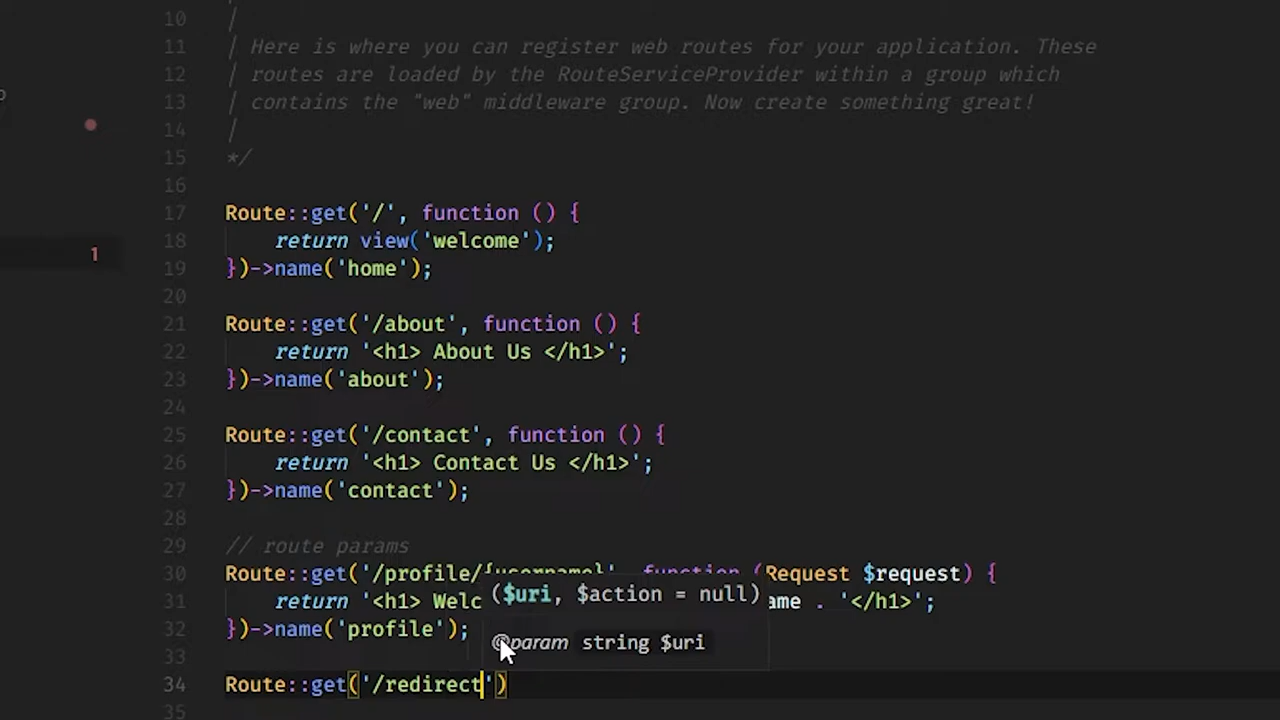 10 |
11 | Here is where you can register web routes for your application. These
12 | routes are loaded by the RouteServiceProvider within a group which
13 | contains the "web" middleware group. Now create something great!
14 |
15 */
16
17 Route::get('/', function () {
18 return view('welcome');
1 19 })->name('home');
20
21 Route::get('/about', function () {
22 return '<h1> About Us </h1>';
23 })->name('about');
24
25 Route::get('/contact', function () {
26 return '<h1> Contact Us </h1>';
27 })->name('contact');
28
29 // route params
30 Route::get('/profile/{username}', function (Request $request) {
($uri, $action = null)
31 return '<h1> Welc ame . '</h1>';
32 })->name('profile');
@param string $uri
33
34 Route::get('/redirect')
35